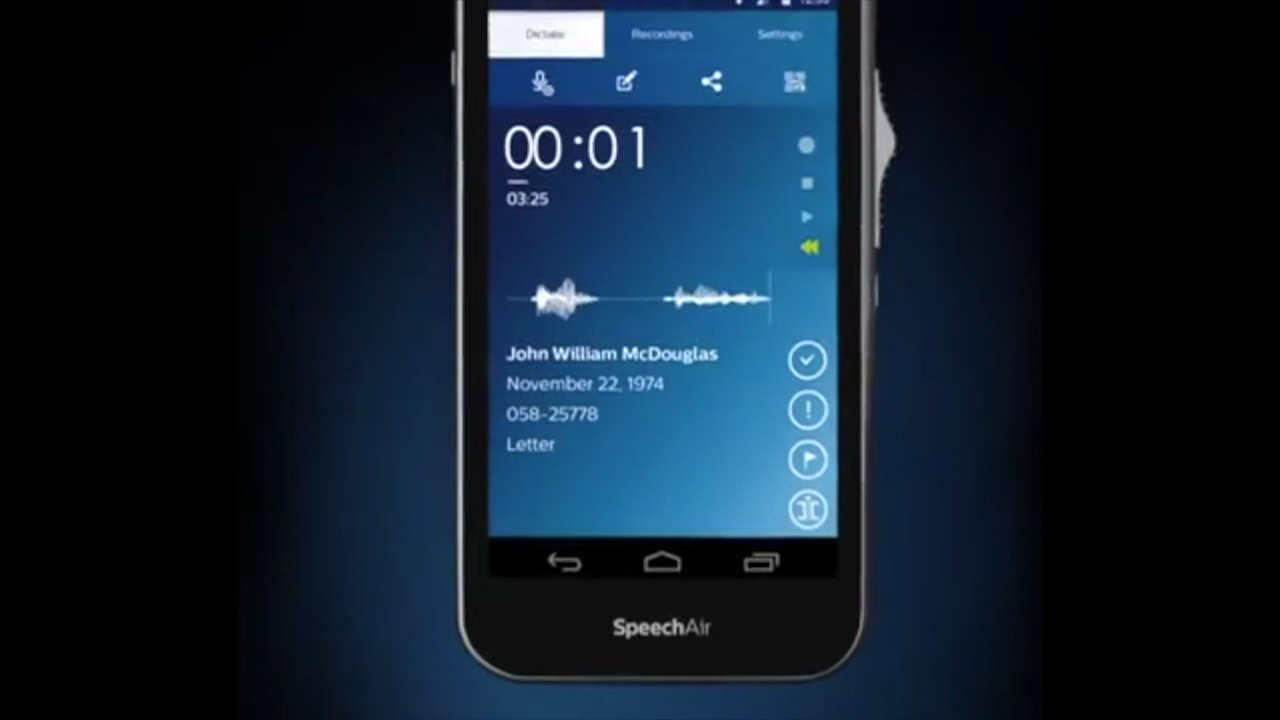 Dictate Recordings Settings
00:01
03:25
John William McDouglas
November 22, 1974
058-25778
Letter
SpeechAir